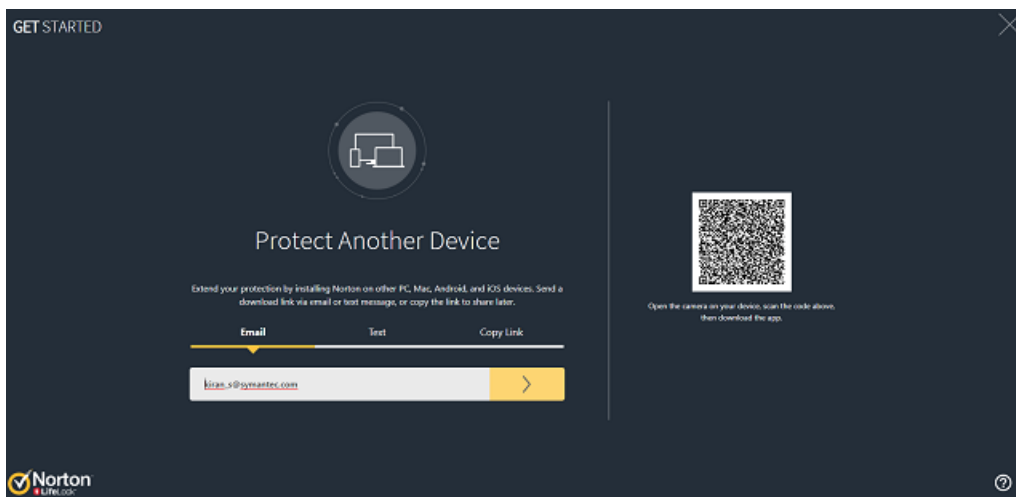 GET STARTED
Protect Another Device
Extend your protection by installing Norton on other PC, Mac, Android, and iOS devices. Send a
download link via email or text message, or copy the link to share later.
Email Text Copy Link
kiran_s@symantec.com
Open the camera on your device, scan the code above,
then download the app.
Norton
LifeLock